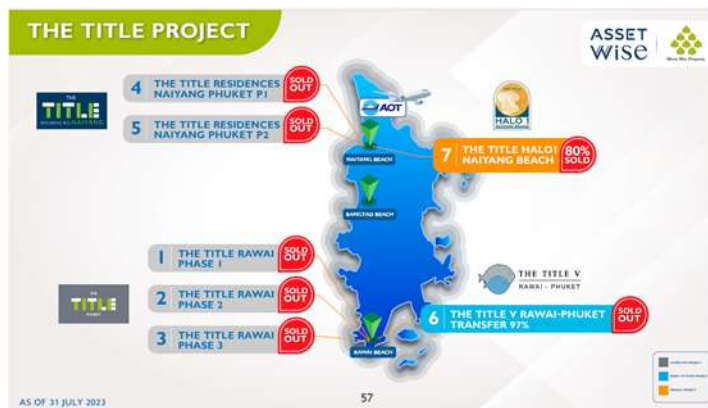 THE TITLE PROJECT
ASSET
WiSE
THE
TITLE
4 THE TITLE RESIDENCES
NAIYANG PHUKET P1
SOLD
OUT
5 THE TITLE RESIDENCES
NAIYANG PHUKET P2
SOLD
OUT
AOT
HALO 1
NAIYANG BEACH
7 THE TITLE HALO1
NAIYANG BEACH
80%
SOLD
BANGTAO BEACH
1 THE TITLE RAWAI
PHASE 1
SOLD
OUT
2 THE TITLE RAWAI
PHASE 2
SOLD
OUT
3 THE TITLE RAWAI
PHASE 3
SOLD
OUT
THE
TITLE
PHUKET
THE TITLE V
RAWAI - PHUKET
6 THE TITLE V RAWAI-PHUKET
TRANSFER 97%
SOLD
OUT
RAWAI BEACH
AS OF 31 JULY 2023
57